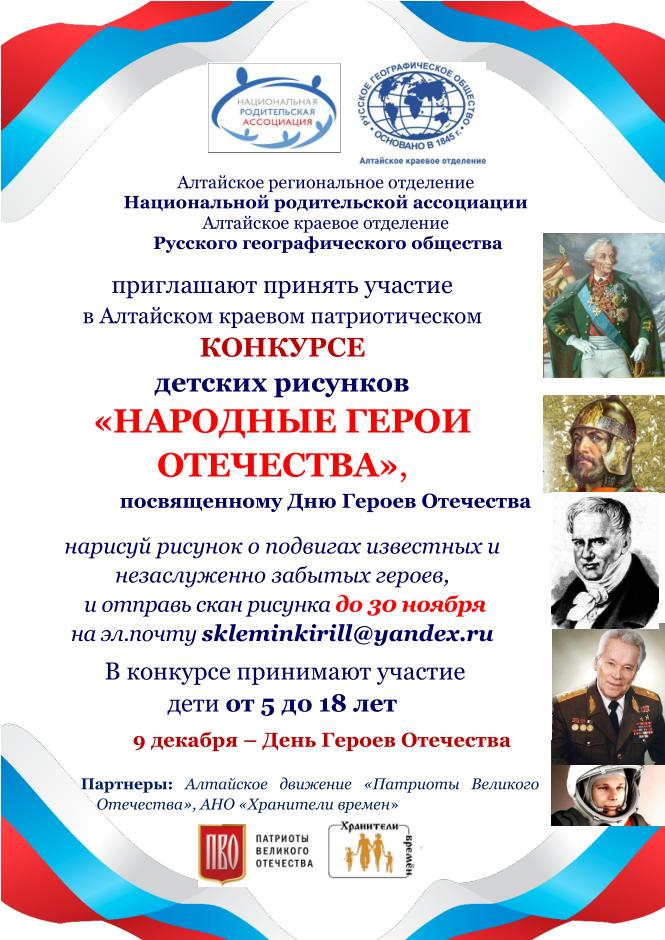 НАЦИОНАЛЬНАЯ
РОДИТЕЛЬСКАЯ
АССОЦИАЦИЯ
РУССКОЕ ГЕОГРАФИЧЕСКОЕ ОБЩЕСТВО
• ОСНОВАНО В 1845 г. •
Алтайское краевое отделение
Алтайское региональное отделение
Национальной родительской ассоциации
Алтайское краевое отделение
Русского географического общества
приглашают принять участие
в Алтайском краевом патриотическом
КОНКУРСЕ
детских рисунков
«НАРОДНЫЕ ГЕРОИ
ОТЕЧЕСТВА»,
посвященному Дню Героев Отечества
нарисуй рисунок о подвигах известных и
незаслуженно забытых героев,
и отправь скан рисунка до 30 ноября
на эл.почту skleminkirill@yandex.ru
В конкурсе принимают участие
дети от 5 до 18 лет
9 декабря – День Героев Отечества
Партнеры: Алтайское движение «Патриоты Великого
Отечества», АНО «Хранители времен»
ПВО
ПАТРИОТЫ
ВЕЛИКОГО
ОТЕЧЕСТВА
Хранители
времён